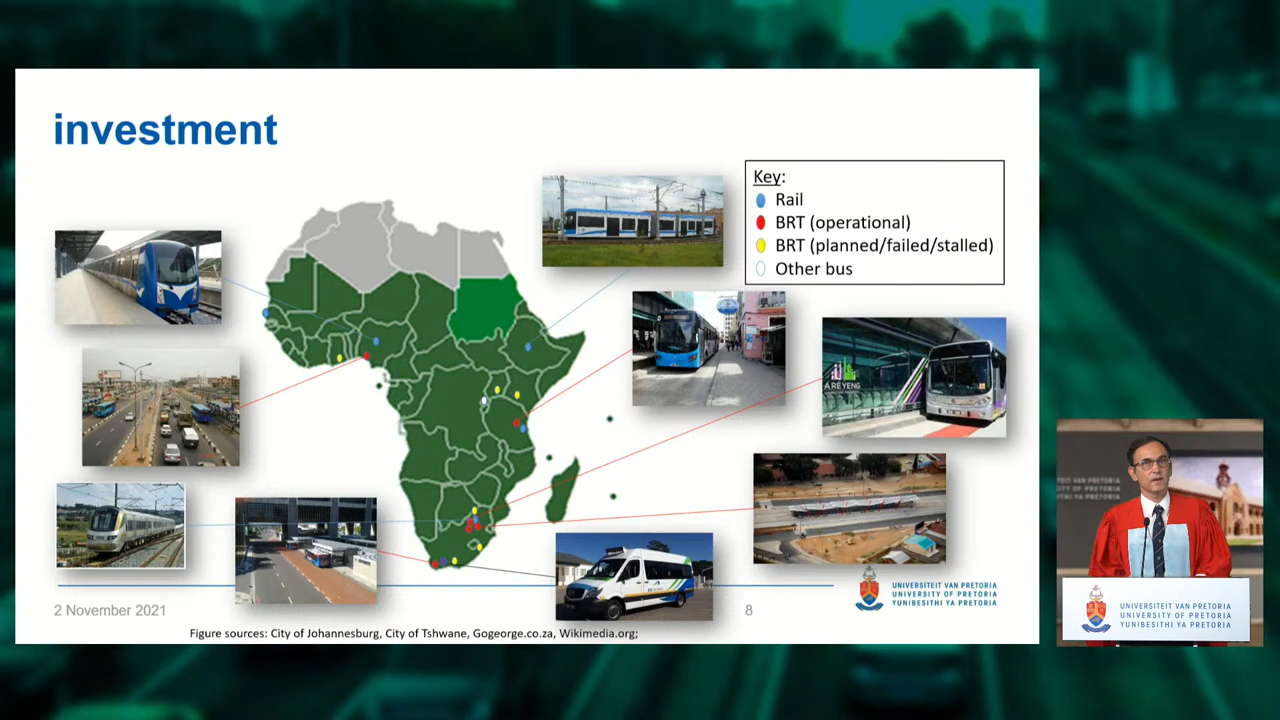 investment
Key:
Rail
BRT (operational)
BRT (planned/failed/stalled)
Other bus
A RE YENG
UNIVERSITEIT VAN PRETORIA
UNIVERSITY OF PRETORIA
YUNIBESITHI YA PRETORIA
2 November 2021
8
Figure sources: City of Johannesburg, City of Tshwane, Gogeorge.co.za, Wikimedia.org;
UNIVERSITEIT VAN PRETORIA
UNIVERSITY OF PRETORIA
YUNIBESITHI YA PRETORIA